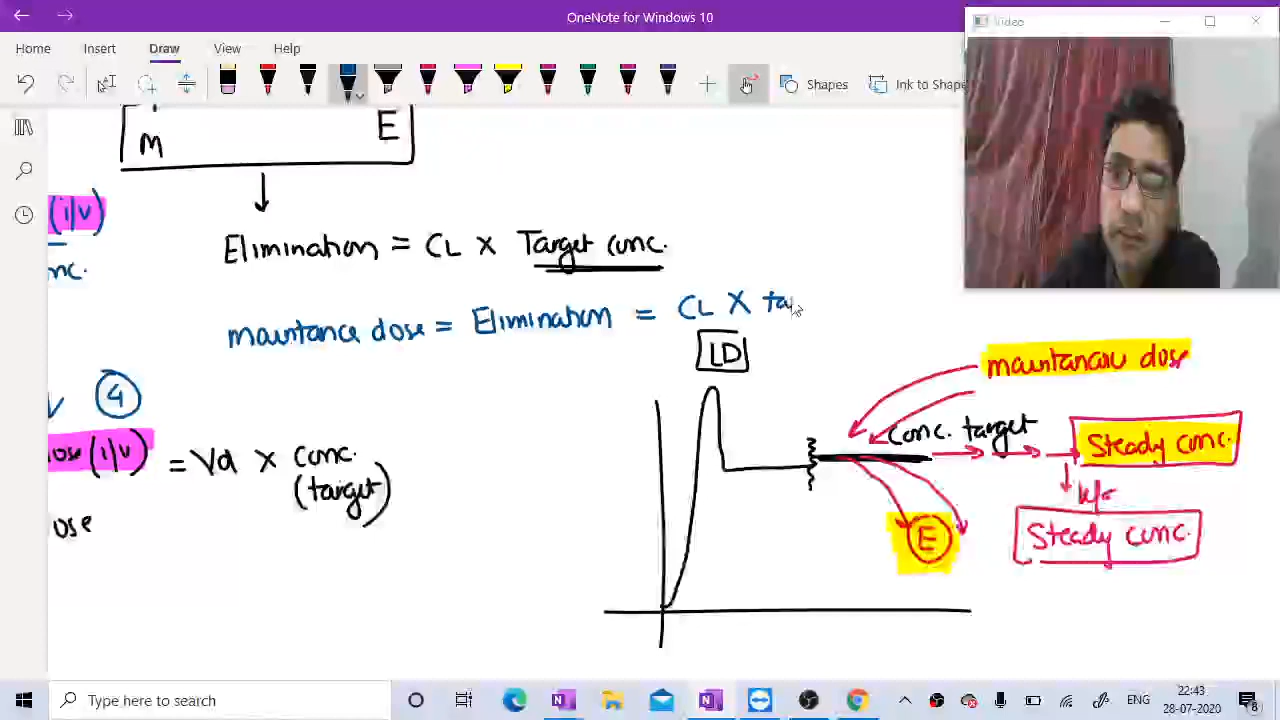 OneNote for Windows 10
Video
Home Insert Draw View Help
Shapes Ink to Shape
m E
(i/v)
nc.
Elimination = CL X Target conc.
maintance dose = Elimination = CL X ta
LD
4
ose (i/v) = Vd X conc.
(target)
ose
maintanance dose
conc. target
Steady conc.
k/c
Steady conc.
E
Type here to search
ENG
22:43
28-07-2020
8